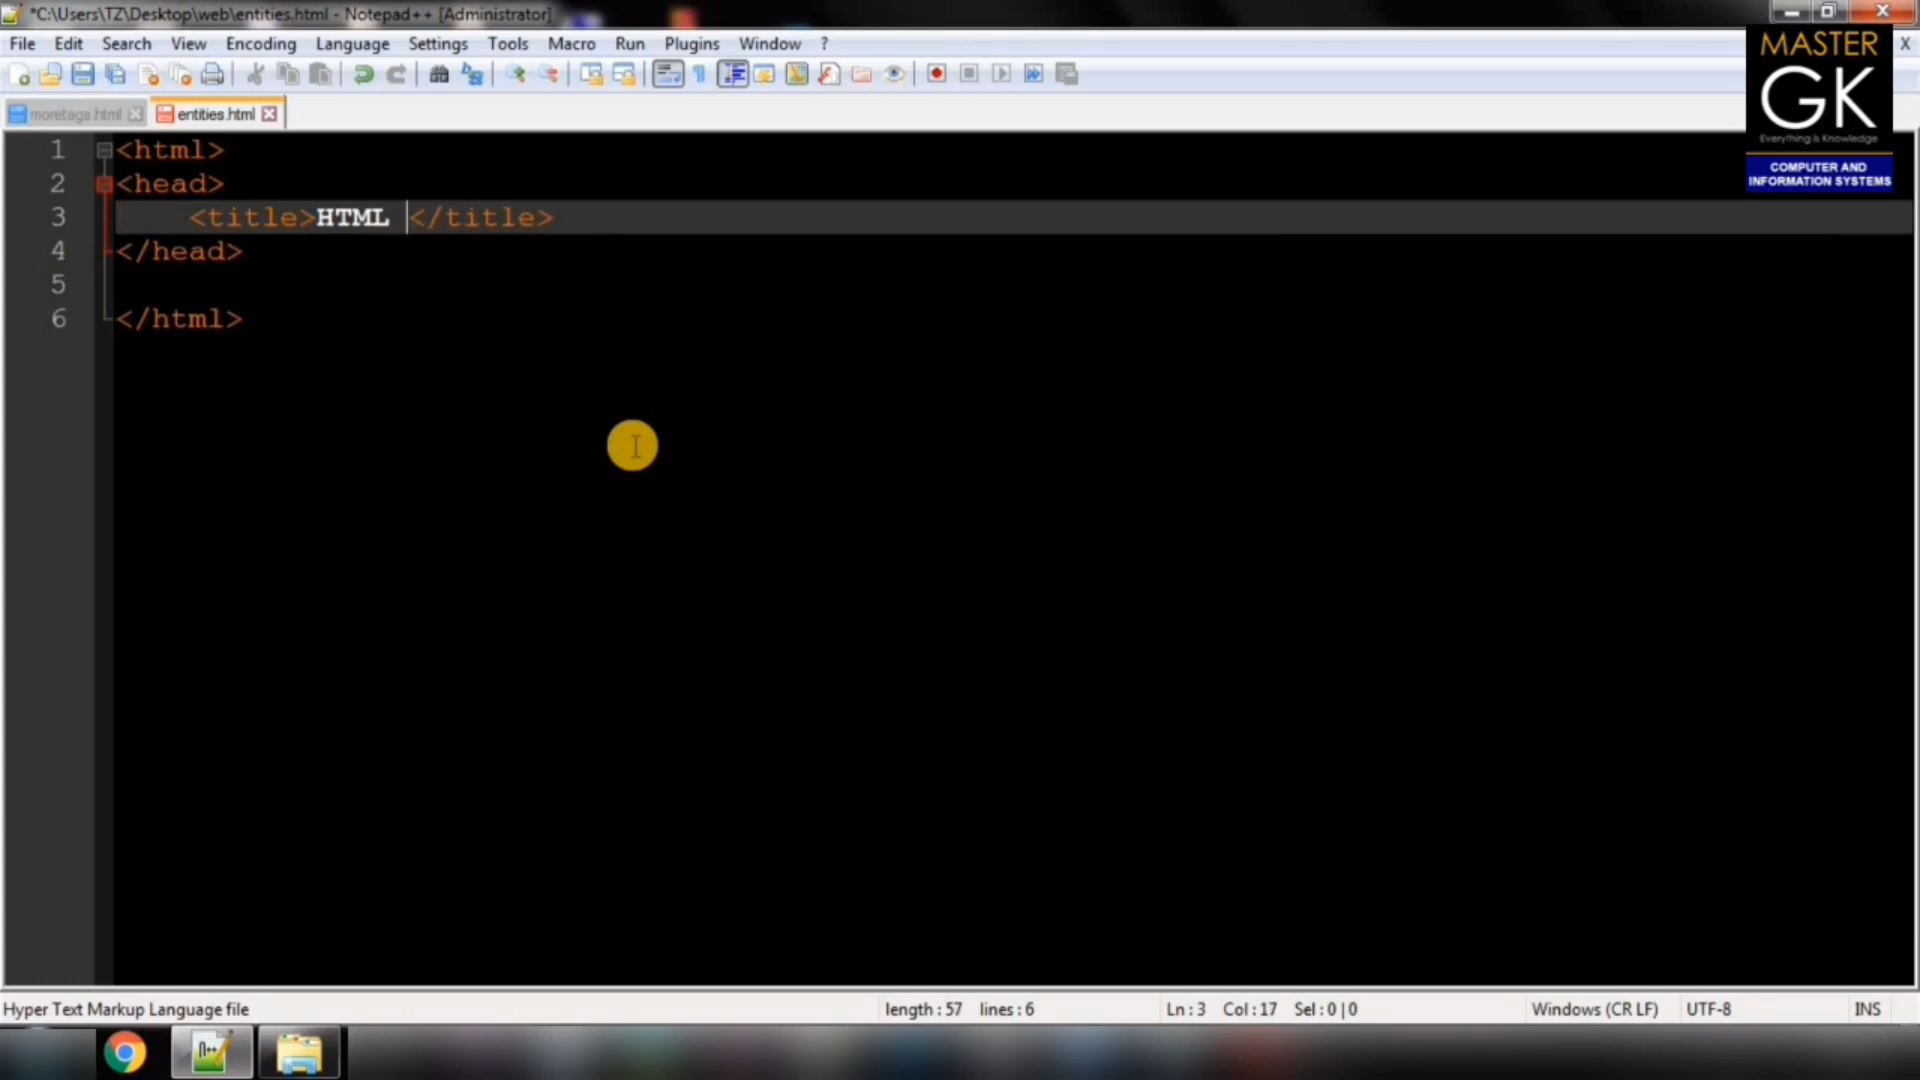 *C:\Users\TZ\Desktop\web\entities.html - Notepad++ [Administrator]
File Edit Search View Encoding Language Settings Tools Macro Run Plugins Window ? X
moretags.html entities.html
MASTER
GK
Everything is Knowledge
COMPUTER AND
INFORMATION SYSTEMS
1 <html>
2 <head>
3 <title>HTML </title>
4 </head>
5
6 </html>
Hyper Text Markup Language file length : 57 lines : 6 Ln : 3 Col : 17 Sel : 0 | 0 Windows (CR LF) UTF-8 INS